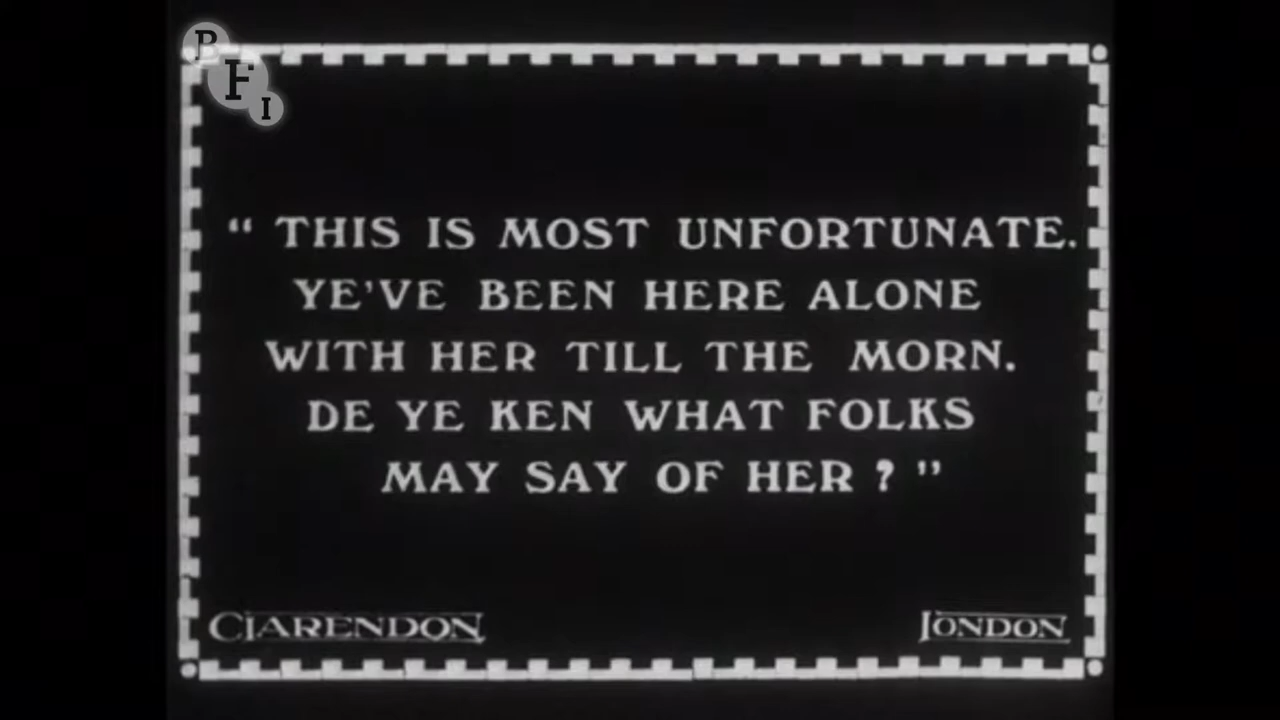 BFI
“ THIS IS MOST UNFORTUNATE.
YE'VE BEEN HERE ALONE
WITH HER TILL THE MORN.
DE YE KEN WHAT FOLKS
MAY SAY OF HER ? ”
CLARENDON LONDON